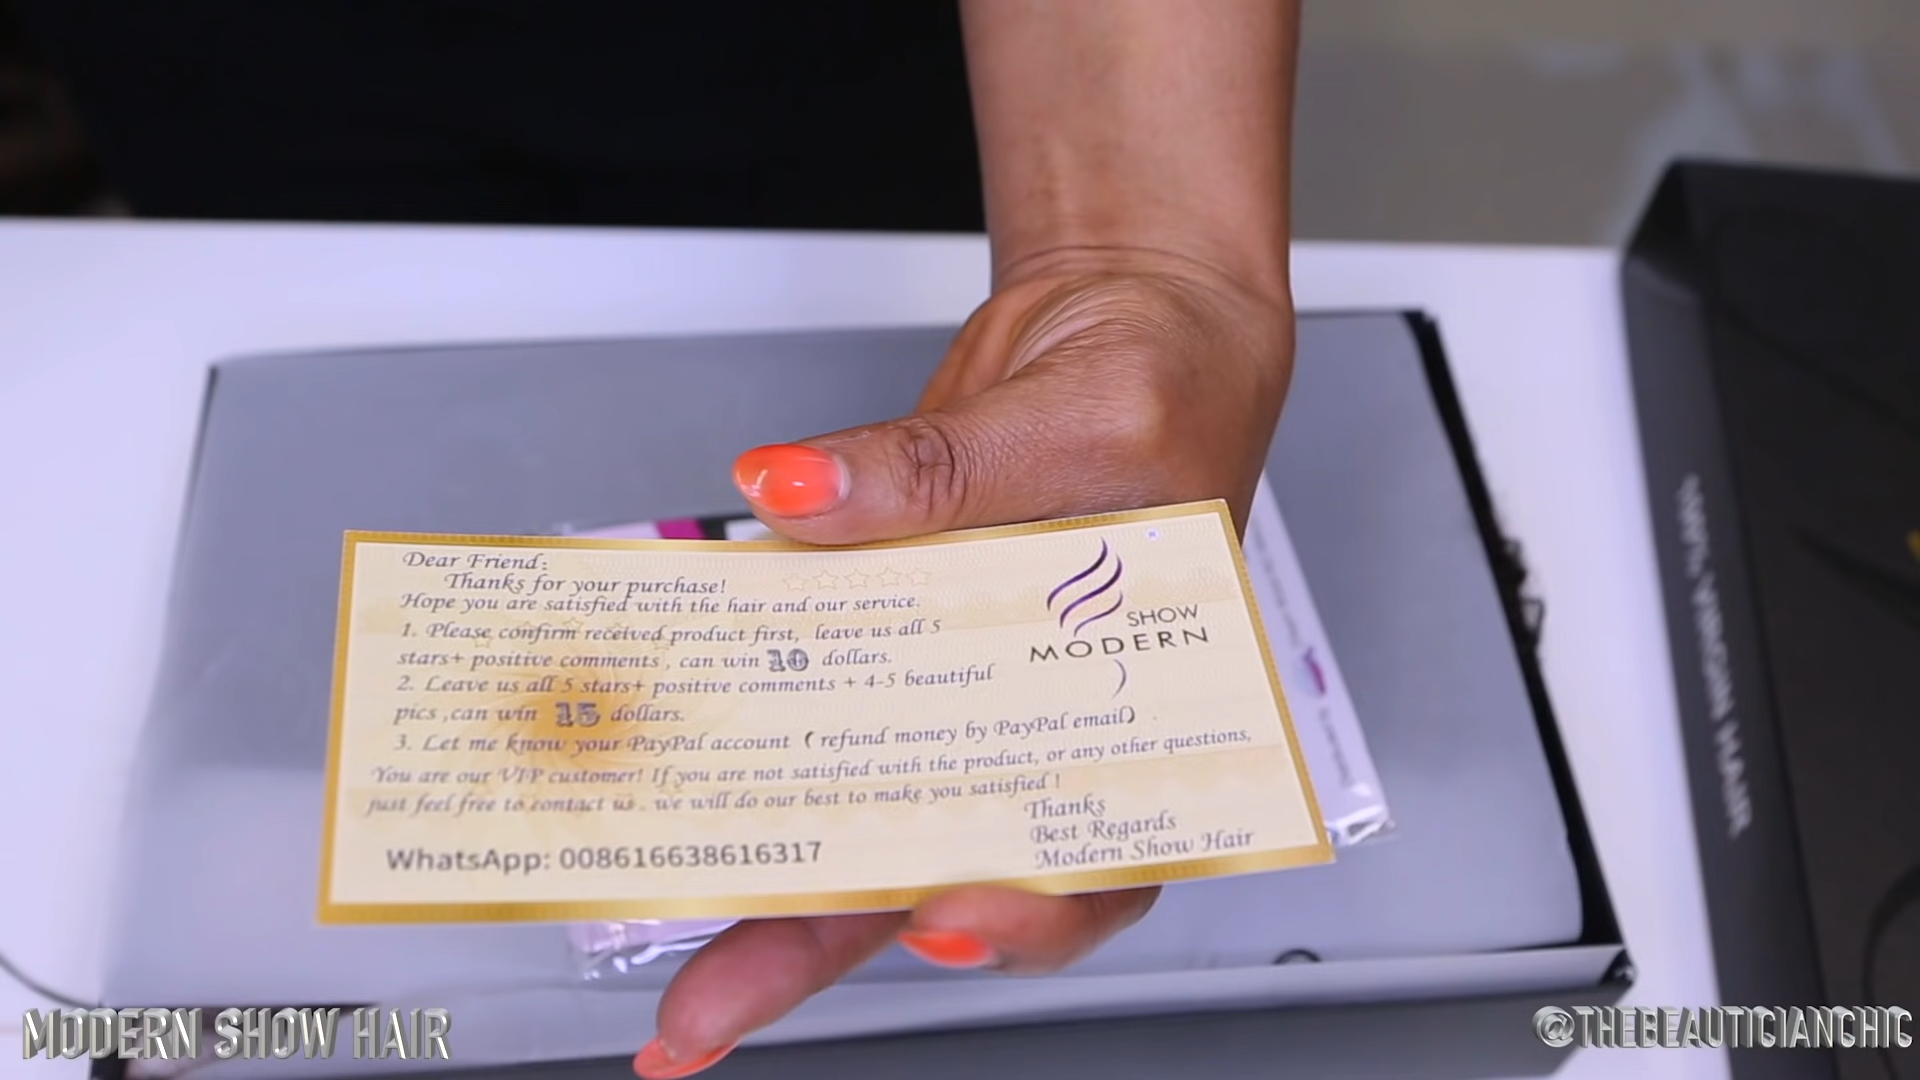 Dear Friend:
Thanks for your purchase!
Hope you are satisfied with the hair and our service.
1. Please confirm received product first, leave us all 5
stars+ positive comments, can win 10 dollars.
2. Leave us all 5 stars+ positive comments + 4-5 beautiful
pics, can win 15 dollars.
3. Let me know your PayPal account (refund money by PayPal email)
You are our VIP customer! If you are not satisfied with the product, or any other questions,
just feel free to contact us. we will do our best to make you satisfied!
Thanks
Best Regards
Modern Show Hair
WhatsApp: 008616638616317
SHOW
MODERN
100% VIRGIN HAIR
MODERN SHOW HAIR
@THEBEAUTICIANCHIC